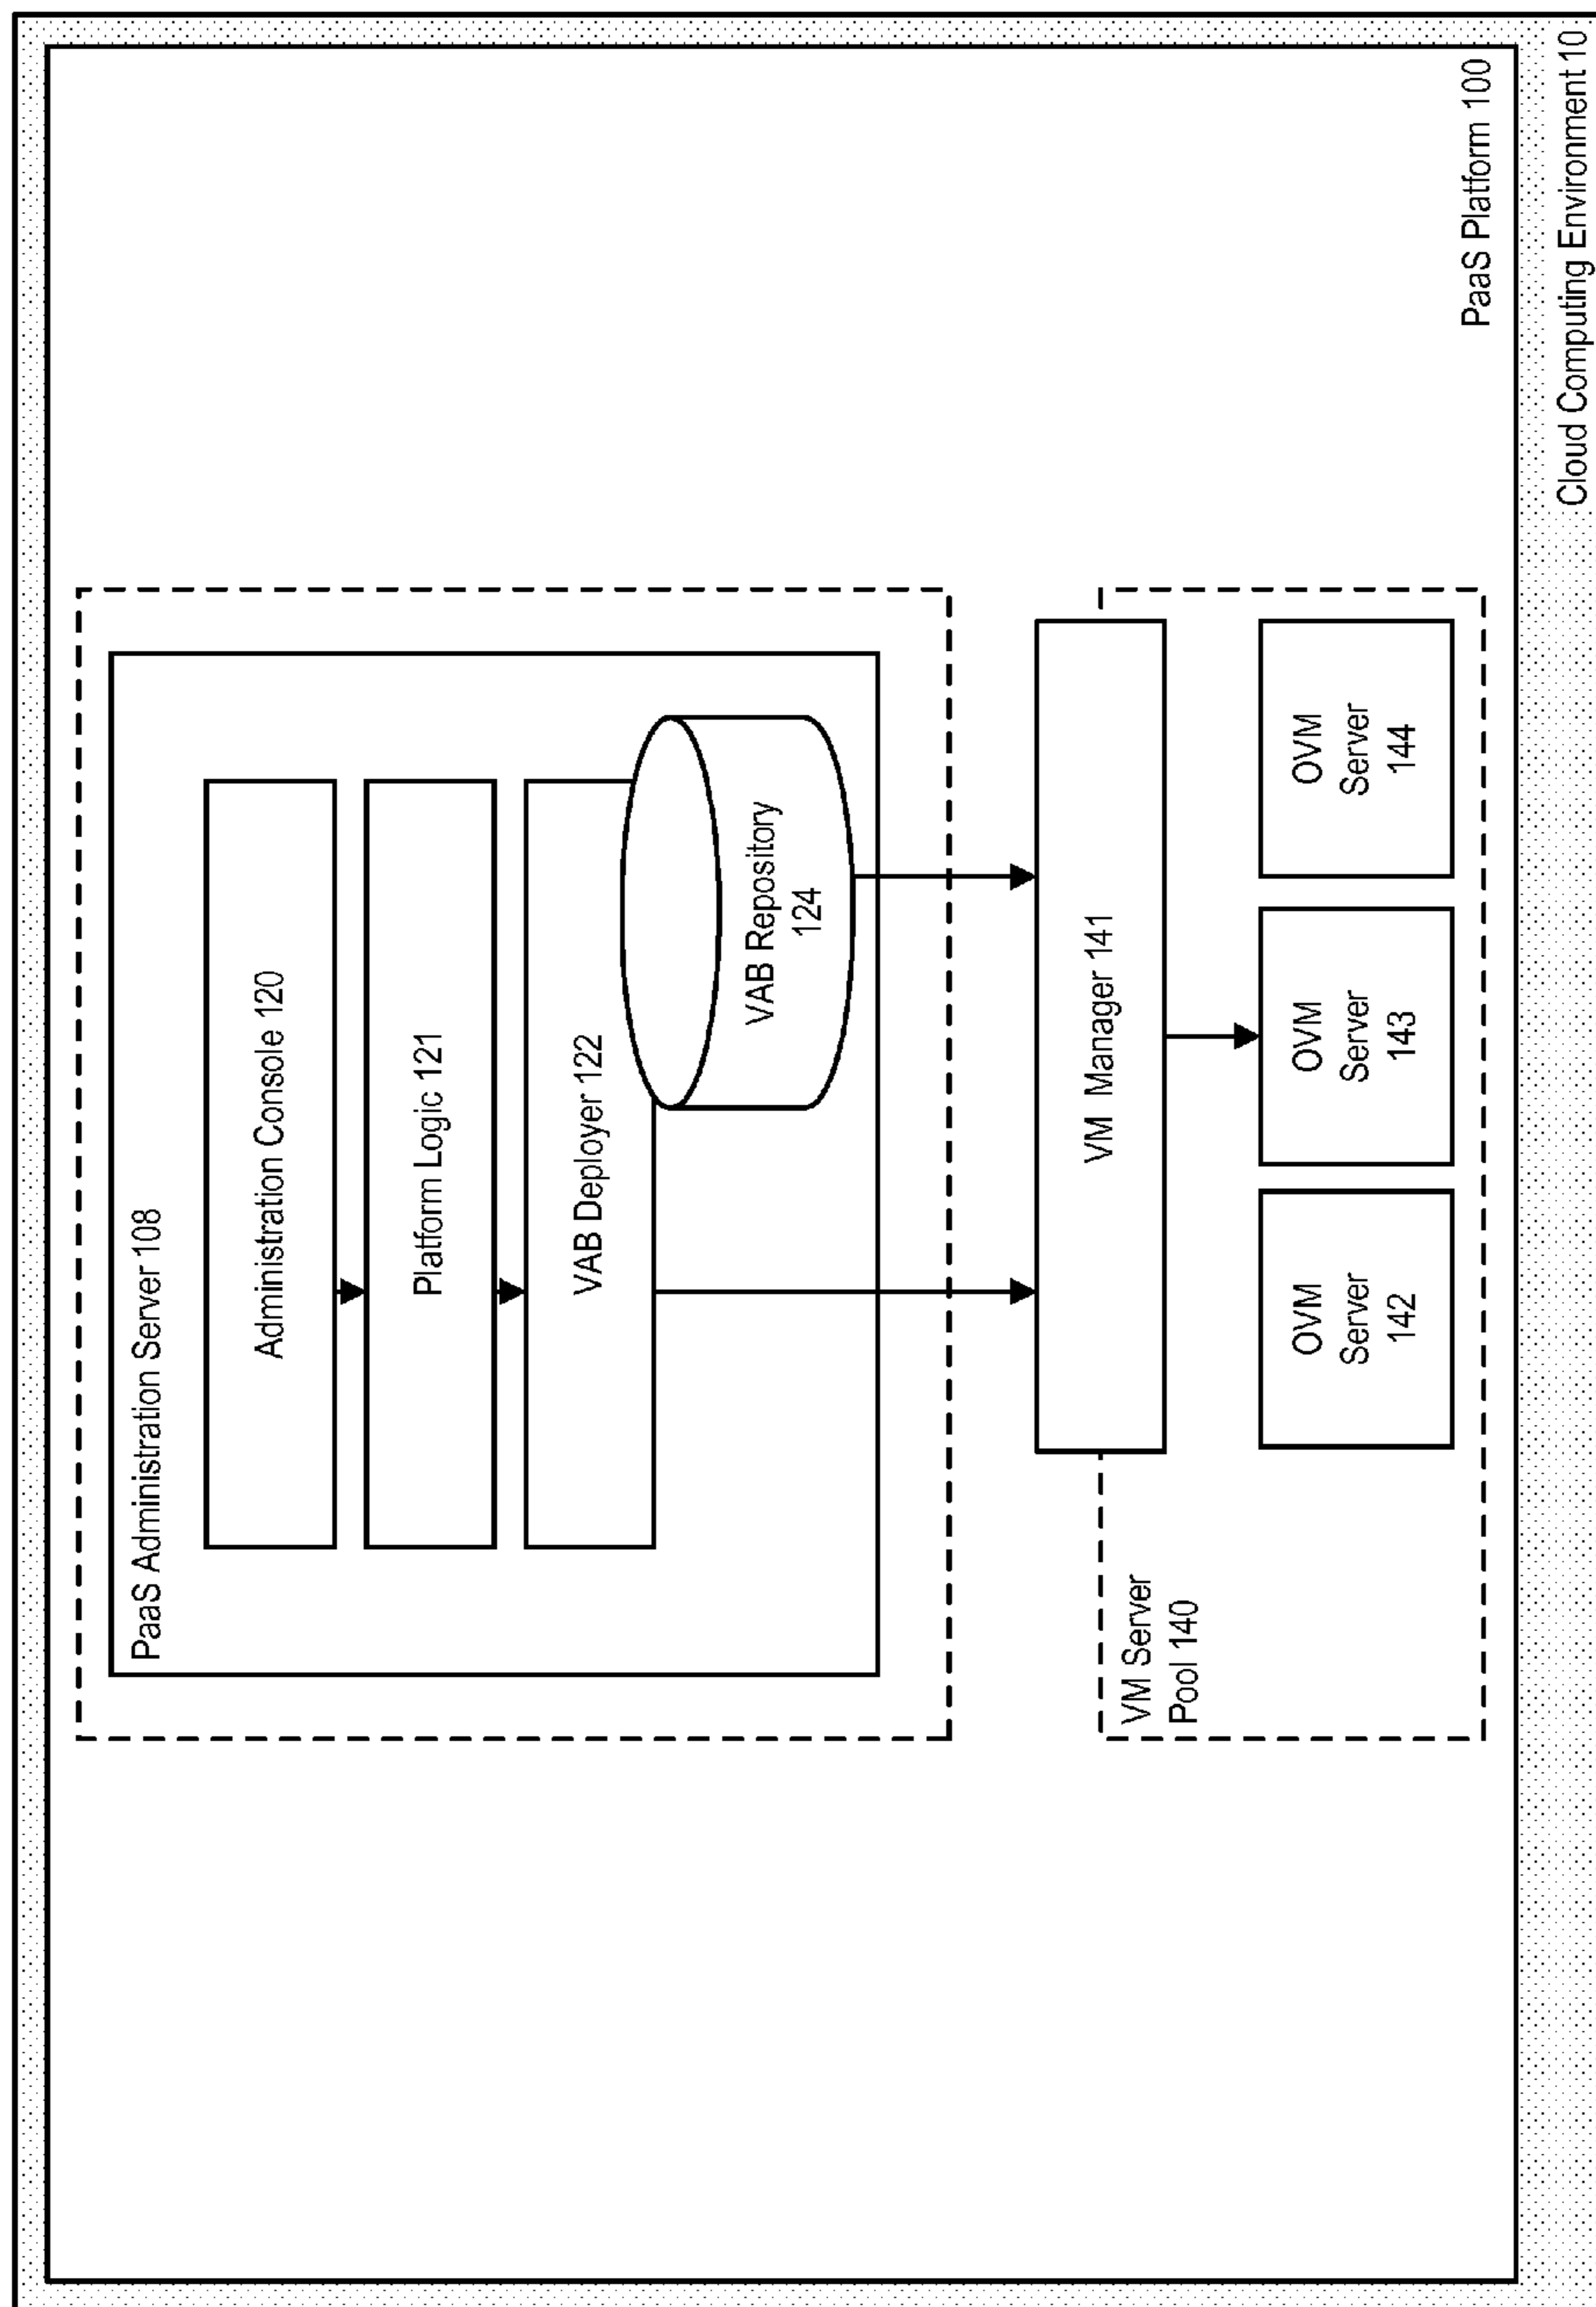 PaaS Administration Server 108
Administration Console 120
Platform Logic 121
VAB Deployer 122
VAB Repository
124
VM Manager 141
VM Server
Pool 140
OVM
Server
142
OVM
Server
143
OVM
Server
144
PaaS Platform 100
Cloud Computing Environment 10